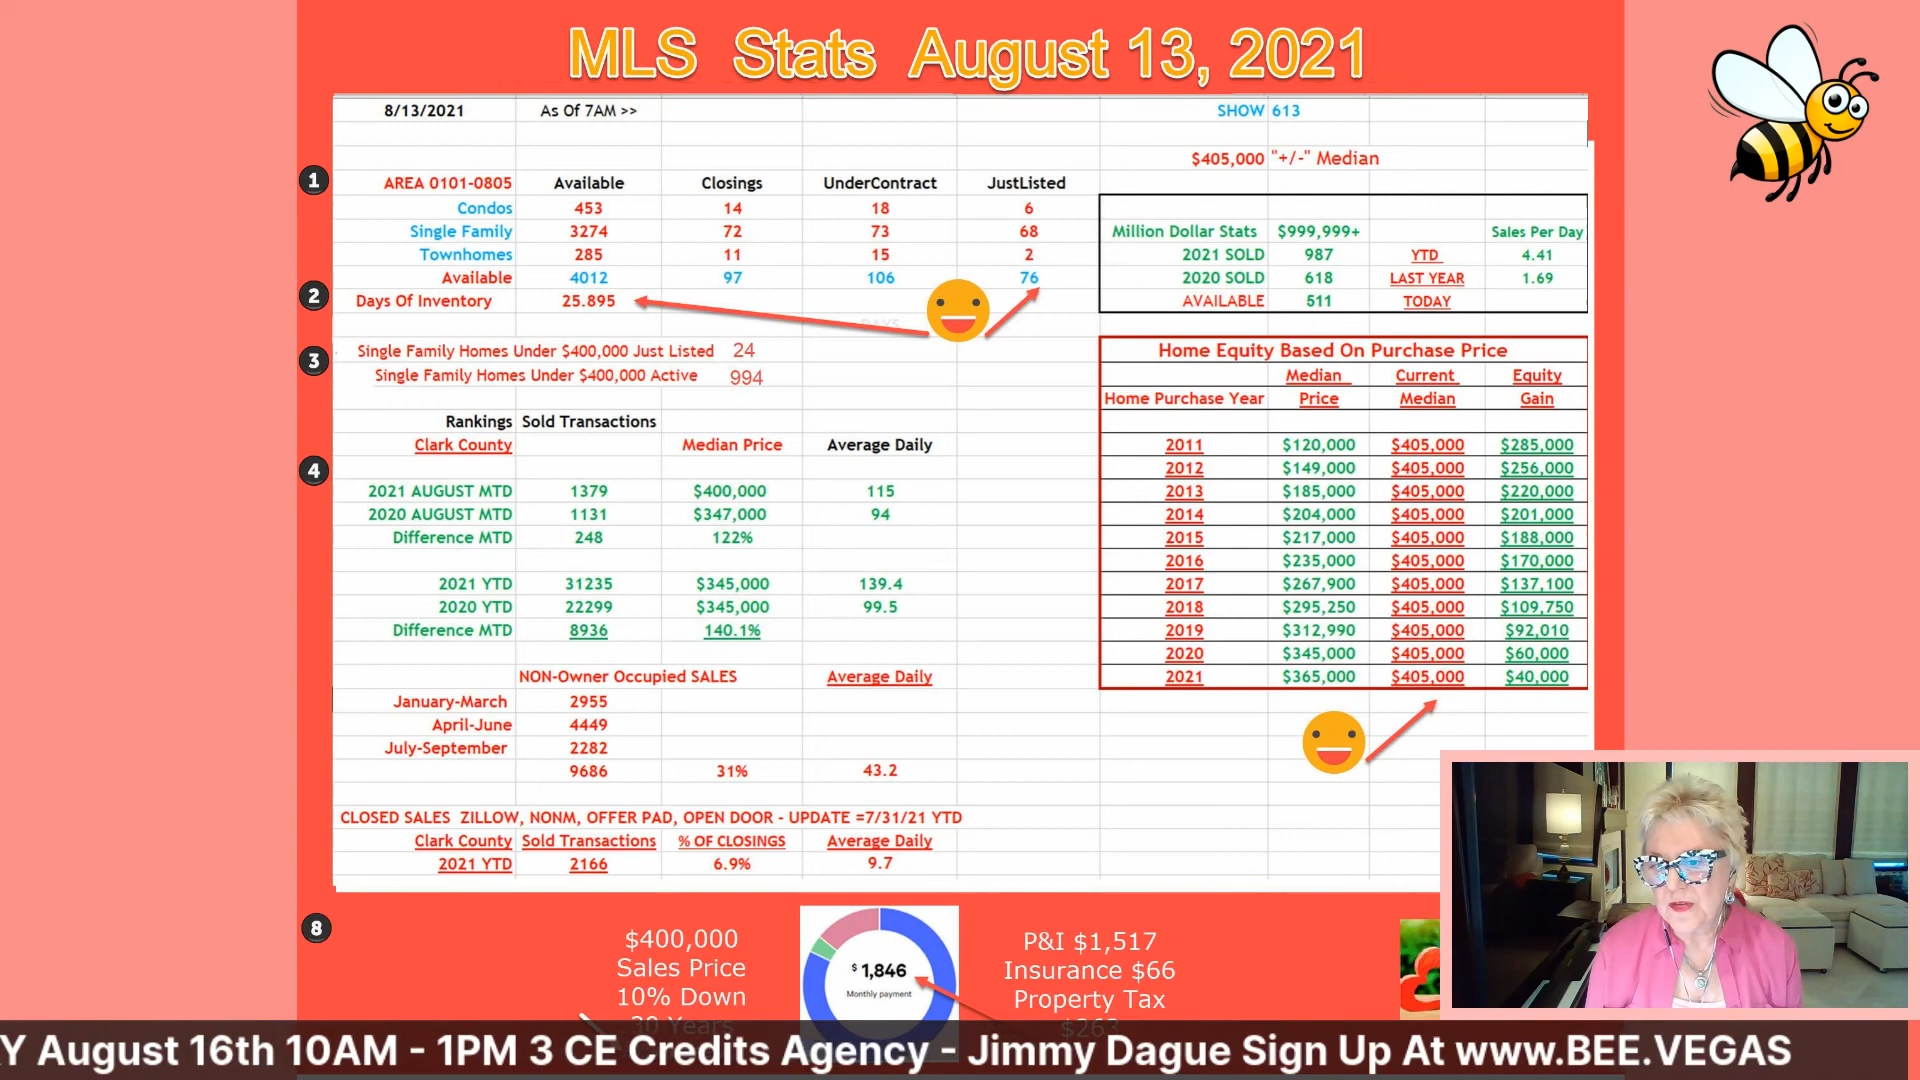 MLS Stats August 13, 2021
8/13/2021 As Of 7AM >> SHOW 613
$405,000 "+/-" Median
1 AREA 0101-0805 Available Closings UnderContract JustListed
Condos 453 14 18 6
Single Family 3274 72 73 68 Million Dollar Stats $999,999+ Sales Per Day
Townhomes 285 11 15 2 2021 SOLD 987 YTD 4.41
Available 4012 97 106 76 2020 SOLD 618 LAST YEAR 1.69
2 Days Of Inventory 25.895 AVAILABLE 511 TODAY
DAYS
3 Single Family Homes Under $400,000 Just Listed 24 Home Equity Based On Purchase Price
Single Family Homes Under $400,000 Active 994 Median Current Equity
Home Purchase Year Price Median Gain
Rankings Sold Transactions
Clark County Median Price Average Daily 2011 $120,000 $405,000 $285,000
4 2012 $149,000 $405,000 $256,000
2021 AUGUST MTD 1379 $400,000 115 2013 $185,000 $405,000 $220,000
2020 AUGUST MTD 1131 $347,000 94 2014 $204,000 $405,000 $201,000
Difference MTD 248 122% 2015 $217,000 $405,000 $188,000
2016 $235,000 $405,000 $170,000
2021 YTD 31235 $345,000 139.4 2017 $267,900 $405,000 $137,100
2020 YTD 22299 $345,000 99.5 2018 $295,250 $405,000 $109,750
Difference MTD 8936 140.1% 2019 $312,990 $405,000 $92,010
2020 $345,000 $405,000 $60,000
NON-Owner Occupied SALES Average Daily 2021 $365,000 $405,000 $40,000
January-March 2955
April-June 4449
July-September 2282
9686 31% 43.2
CLOSED SALES ZILLOW, NONM, OFFER PAD, OPEN DOOR - UPDATE =7/31/21 YTD
Clark County Sold Transactions % OF CLOSINGS Average Daily
2021 YTD 2166 6.9% 9.7
8
$400,000
Sales Price
10% Down
30 Years
$1,846
Monthly payment
P&I $1,517
Insurance $66
Property Tax
$263
Y August 16th 10AM - 1PM 3 CE Credits Agency - Jimmy Dague Sign Up At www.BEE.VEGAS